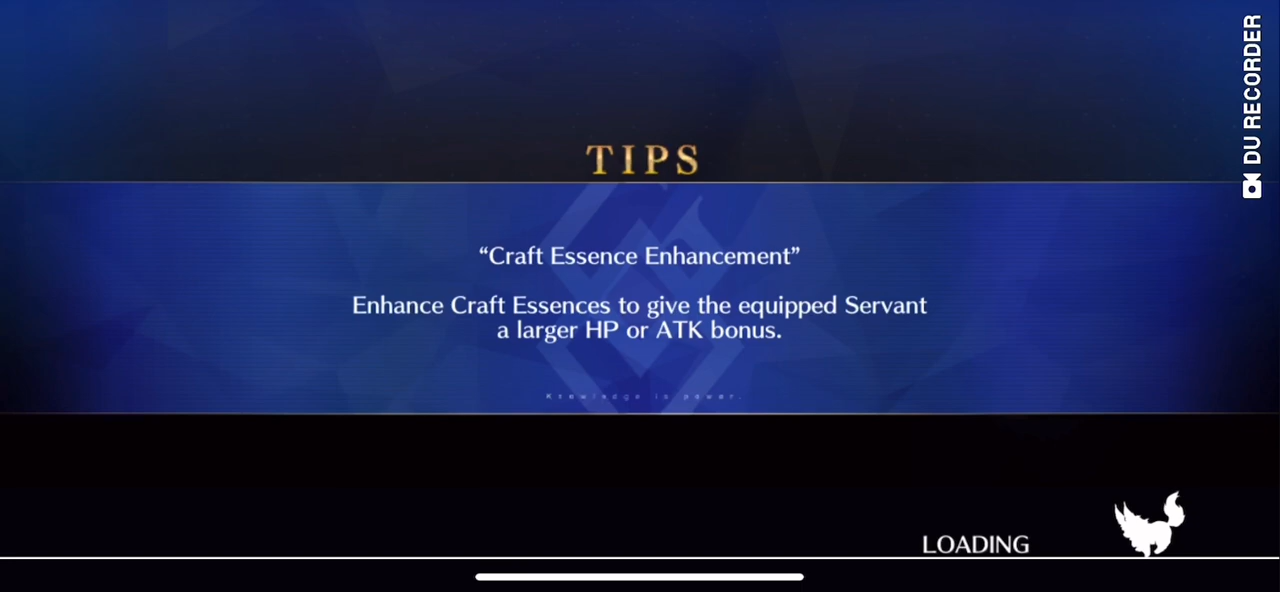 TIPS
“Craft Essence Enhancement”
Enhance Craft Essences to give the equipped Servant
a larger HP or ATK bonus.
Knowledge is power.
LOADING
DU RECORDER